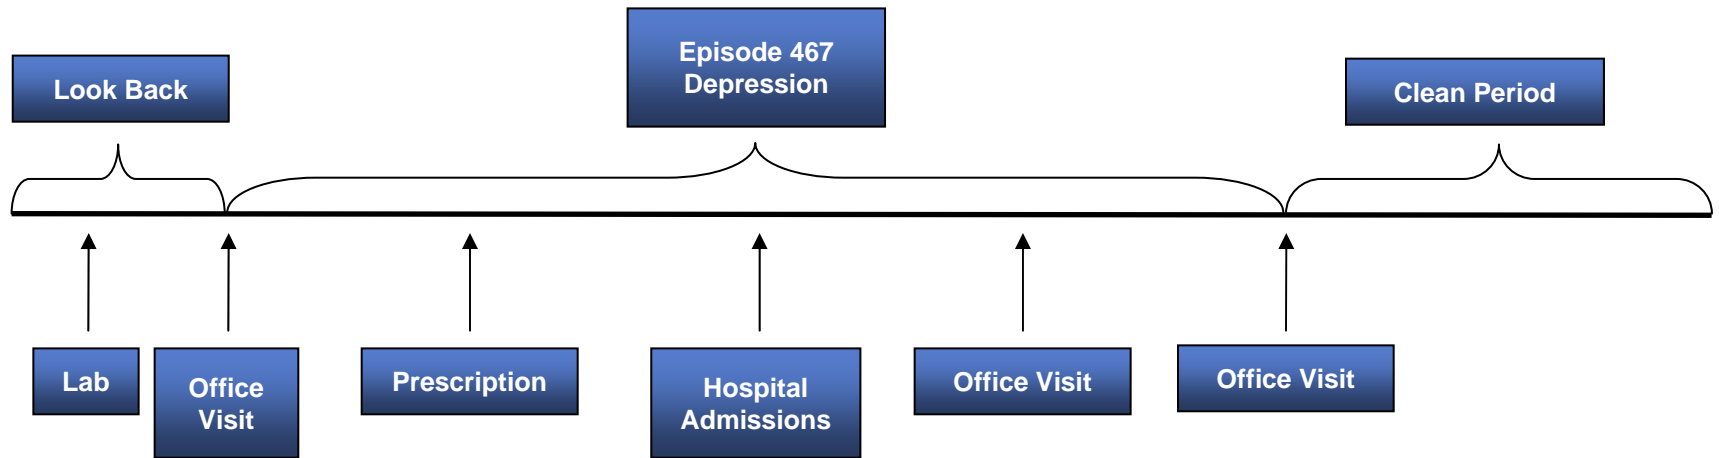 Look Back
Episode 467
Depression
Clean Period
Lab
Office
Visit
Prescription
Hospital
Admissions
Office Visit
Office Visit